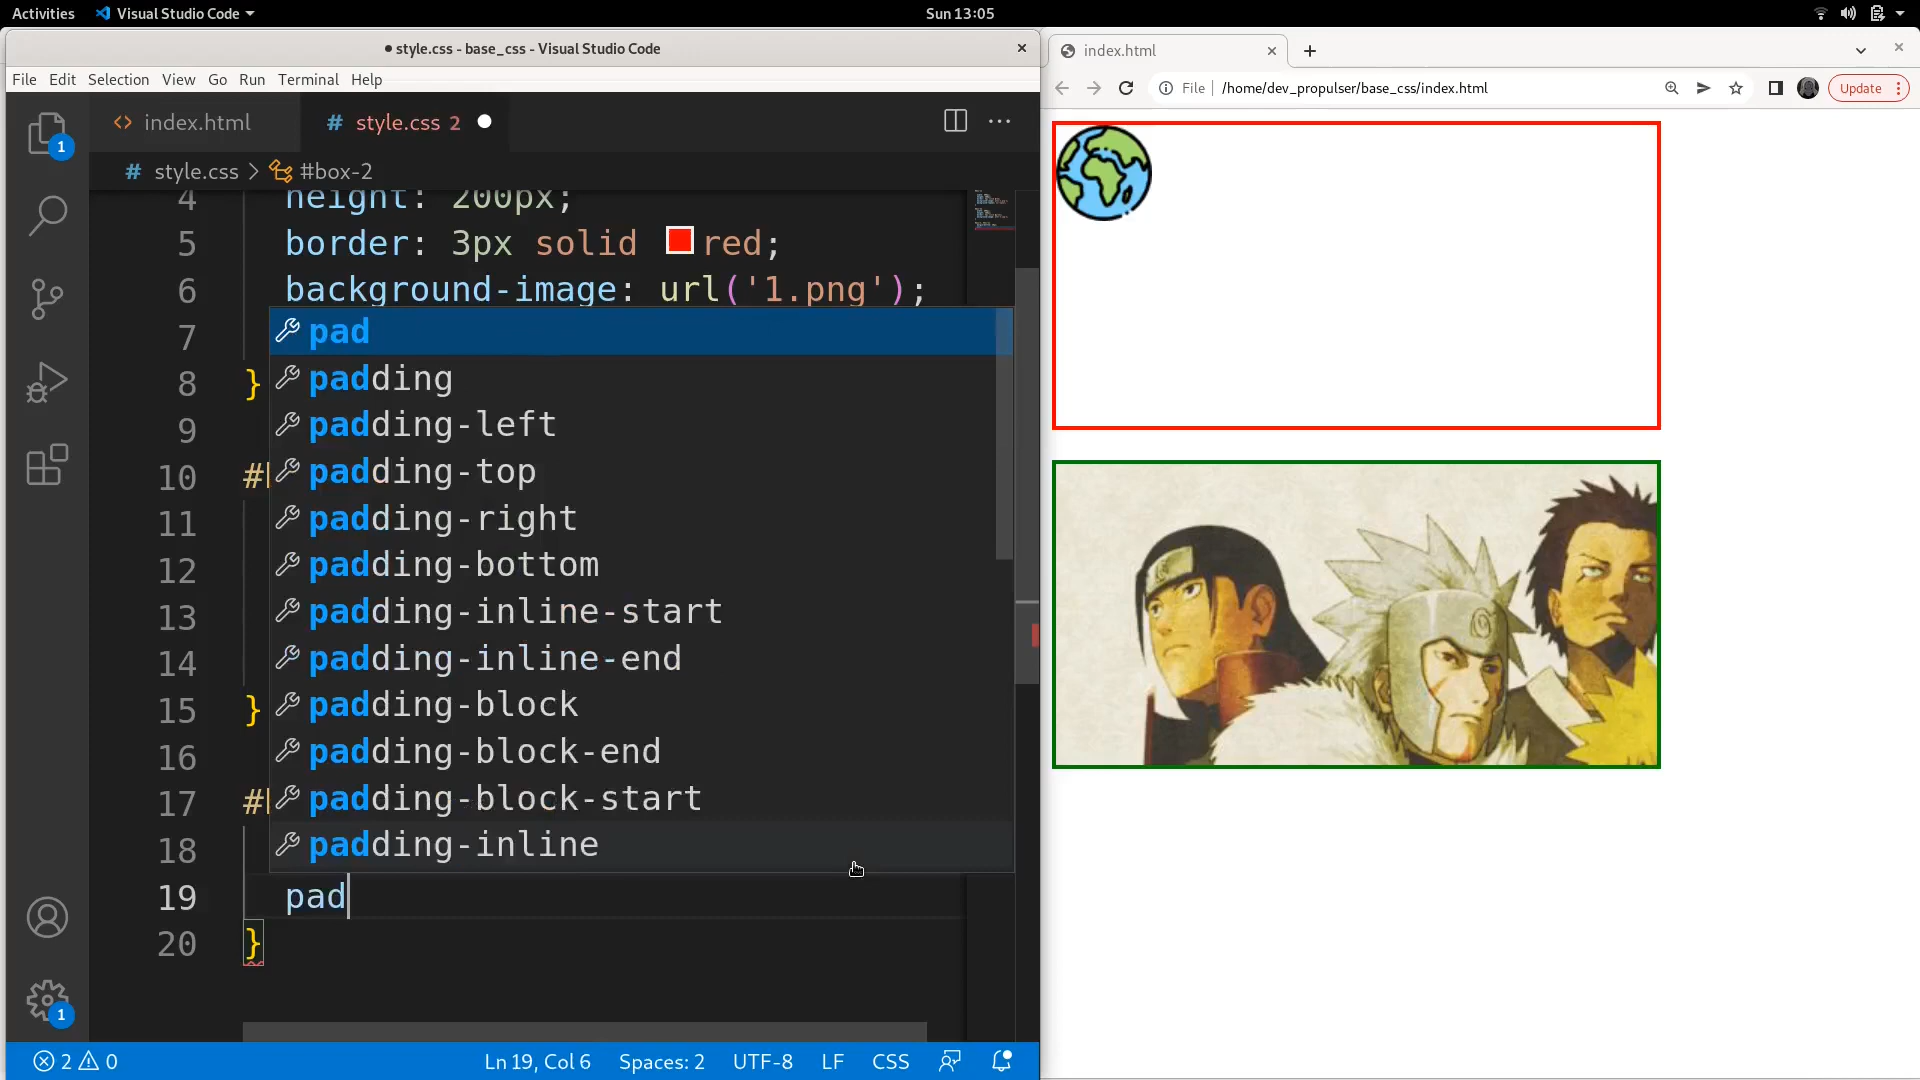 Activities
Visual Studio Code
Sun 13:05
● style.css - base_css - Visual Studio Code
File Edit Selection View Go Run Terminal Help
index.html
style.css 2
style.css > #box-2
4 height: 200px;
5 border: 3px solid red;
6 background-image: url('1.png');
7
8 }
9
10 #
11
12
13
14
15 }
16
17 #
18
19 pad
20 }
pad
padding
padding-left
padding-top
padding-right
padding-bottom
padding-inline-start
padding-inline-end
padding-block
padding-block-end
padding-block-start
padding-inline
1
1
2 0
Ln 19, Col 6
Spaces: 2
UTF-8
LF
CSS
index.html
File
/home/dev_propulser/base_css/index.html
Update